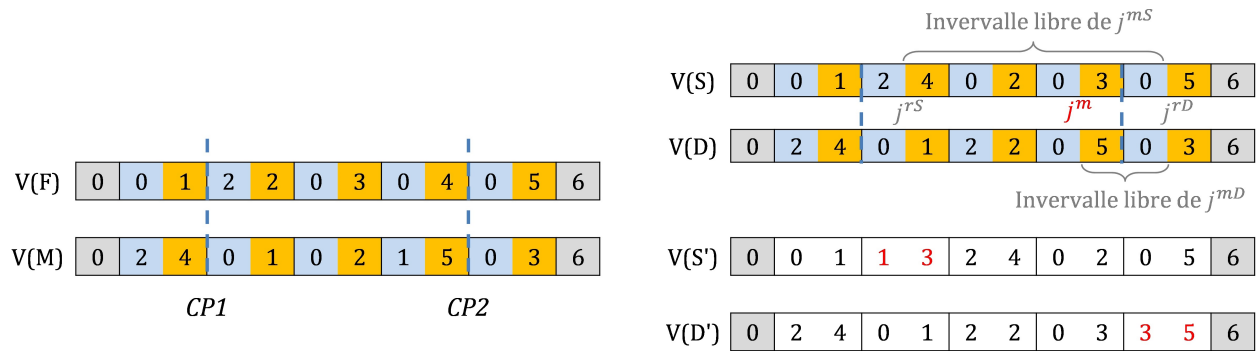 V(F) 0 0 1 2 2 0 3 0 4 0 5 6
V(M) 0 2 4 0 1 0 2 1 5 0 3 6
CP1 CP2
Invervalle libre de j^{mS}
V(S) 0 0 1 2 4 0 2 0 3 0 5 6
j^{rS} j^m j^{rD}
V(D) 0 2 4 0 1 2 2 0 5 0 3 6
Invervalle libre de j^{mD}
V(S') 0 0 1 1 3 2 4 0 2 0 5 6
V(D') 0 2 4 0 1 2 2 0 3 3 5 6